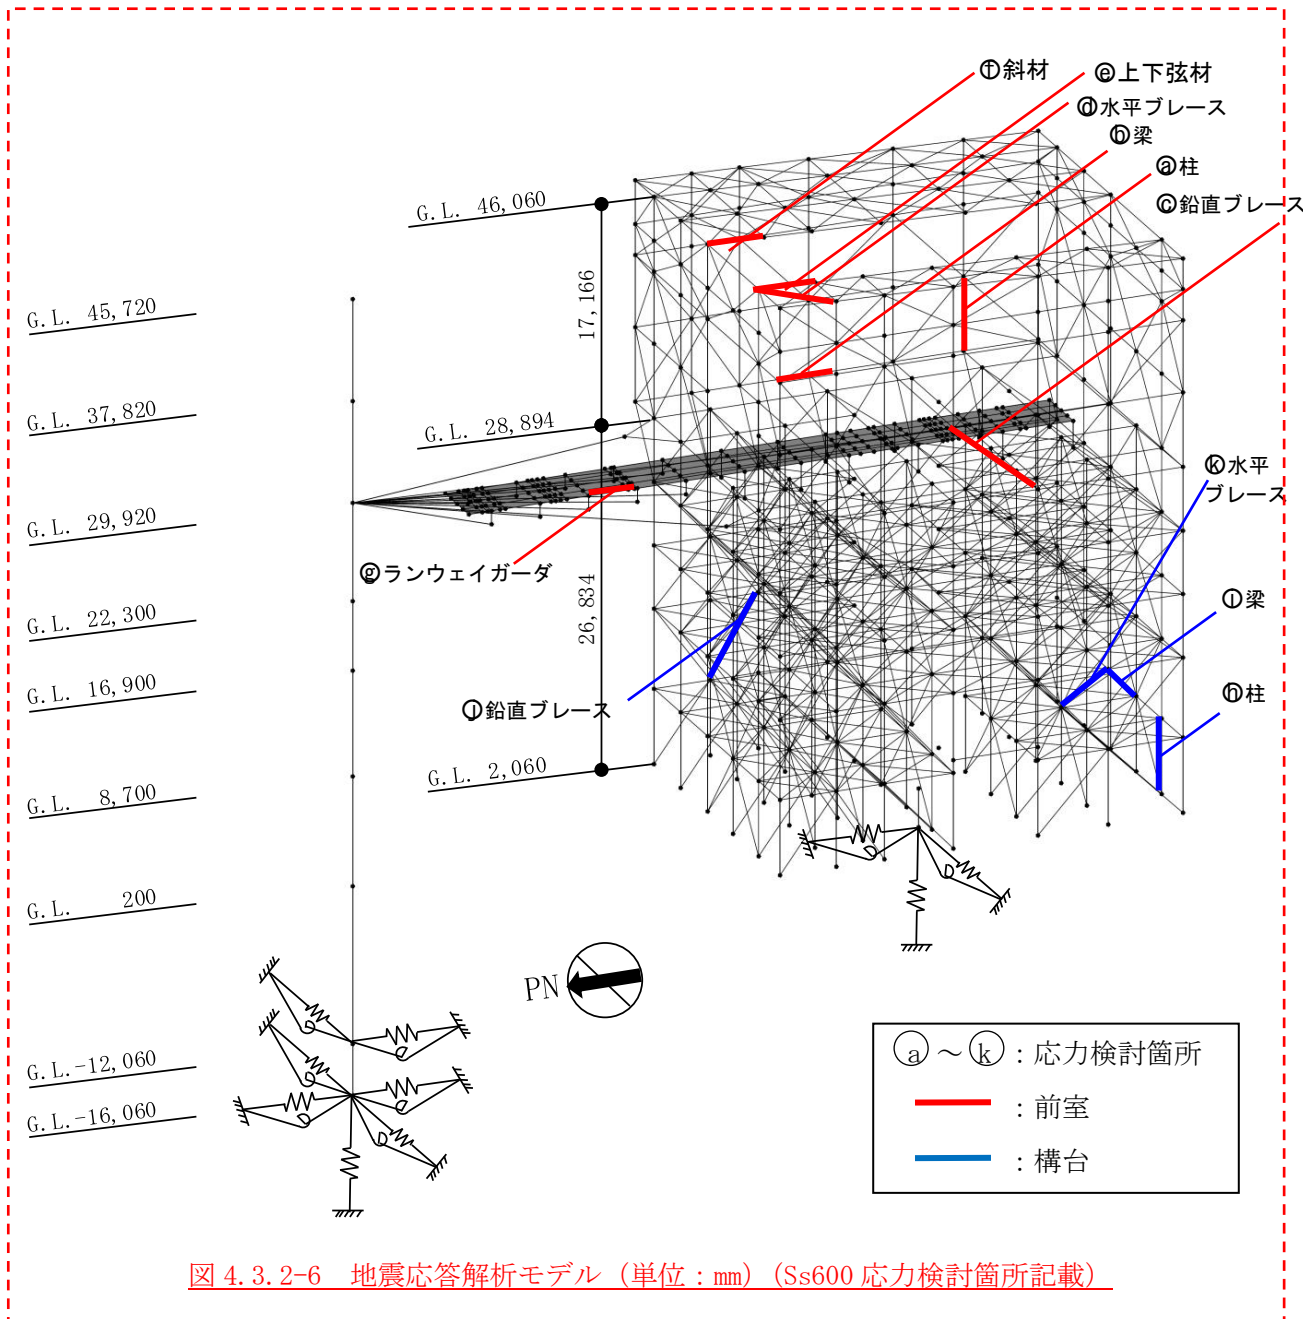 ⓕ斜材
ⓔ上下弦材
ⓓ水平ブレース
ⓑ梁
ⓐ柱
ⓒ鉛直ブレース
G.L. 46,060
17,166
G.L. 45,720
G.L. 37,820
G.L. 28,894
ⓚ水平
ブレース
G.L. 29,920
ⓖランウェイガーダ
26,834
ⓘ梁
G.L. 22,300
G.L. 16,900
ⓗ柱
ⓙ鉛直ブレース
G.L. 2,060
G.L. 8,700
G.L. 200
PN
G.L.-12,060
G.L.-16,060
ⓐ～ⓚ：応力検討箇所
：前室
：構台
図 4.3.2-6 地震応答解析モデル（単位：mm）（Ss600 応力検討箇所記載）